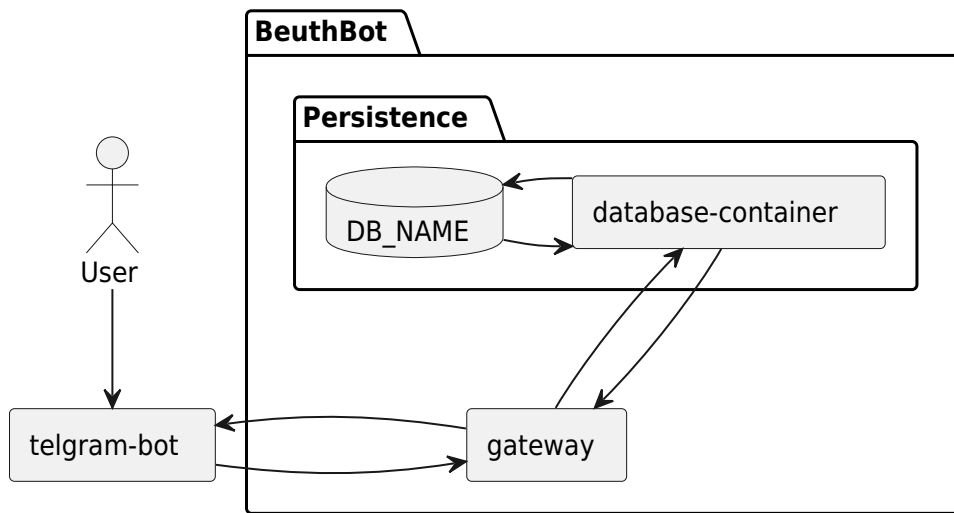 BeuthBot
Persistence
DB_NAME
database-container
User
telgram-bot
gateway